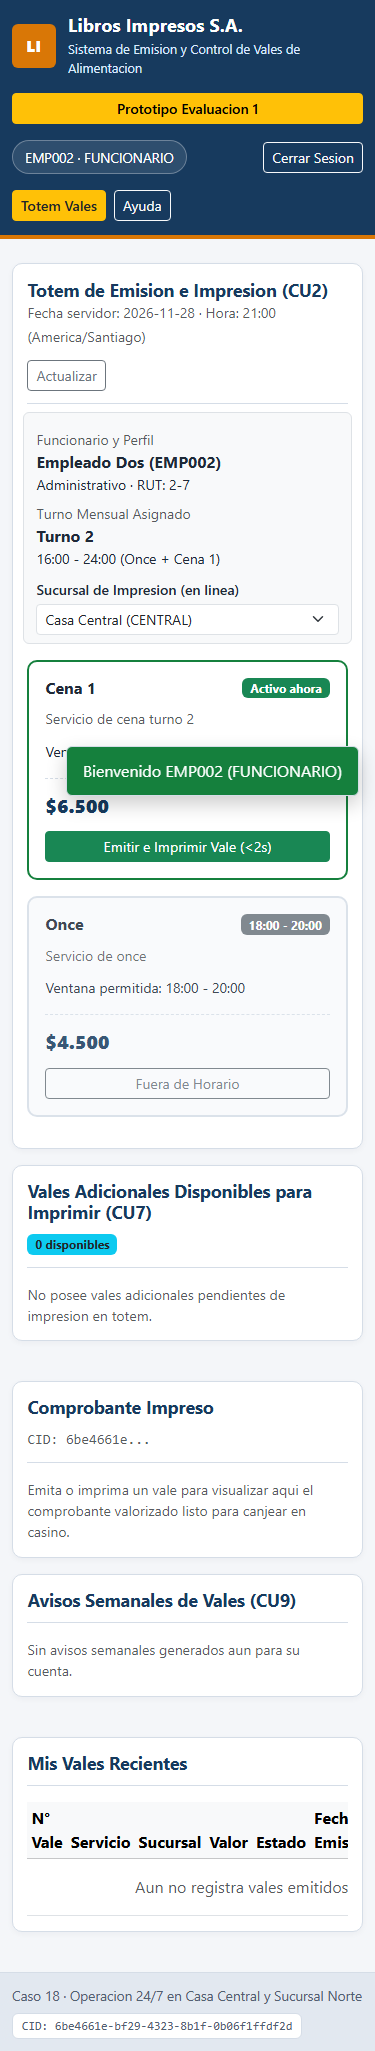 LI
Libros Impresos S.A.
Sistema de Emision y Control de Vales de
Alimentacion
Prototipo Evaluacion 1
EMP002 · FUNCIONARIO
Cerrar Sesion
Totem Vales
Ayuda
Totem de Emision e Impresion (CU2)
Fecha servidor: 2026-11-28 · Hora: 21:00
(America/Santiago)
Actualizar
Funcionario y Perfil
Empleado Dos (EMP002)
Administrativo · RUT: 2-7
Turno Mensual Asignado
Turno 2
16:00 - 24:00 (Once + Cena 1)
Sucursal de Impresion (en linea)
Casa Central (CENTRAL)
Cena 1
Activo ahora
Servicio de cena turno 2
Bienvenido EMP002 (FUNCIONARIO)
$6.500
Emitir e Imprimir Vale (<2s)
Once
18:00 - 20:00
Servicio de once
Ventana permitida: 18:00 - 20:00
$4.500
Fuera de Horario
Vales Adicionales Disponibles para
Imprimir (CU7)
0 disponibles
No posee vales adicionales pendientes de
impresion en totem.
Comprobante Impreso
CID: 6be4661e...
Emita o imprima un vale para visualizar aqui el
comprobante valorizado listo para canjear en
casino.
Avisos Semanales de Vales (CU9)
Sin avisos semanales generados aun para su
cuenta.
Mis Vales Recientes
N° Fech
Vale Servicio Sucursal Valor Estado Emis
Aun no registra vales emitidos
Caso 18 · Operacion 24/7 en Casa Central y Sucursal Norte
CID: 6be4661e-bf29-4323-8b1f-0b06f1ffdf2d